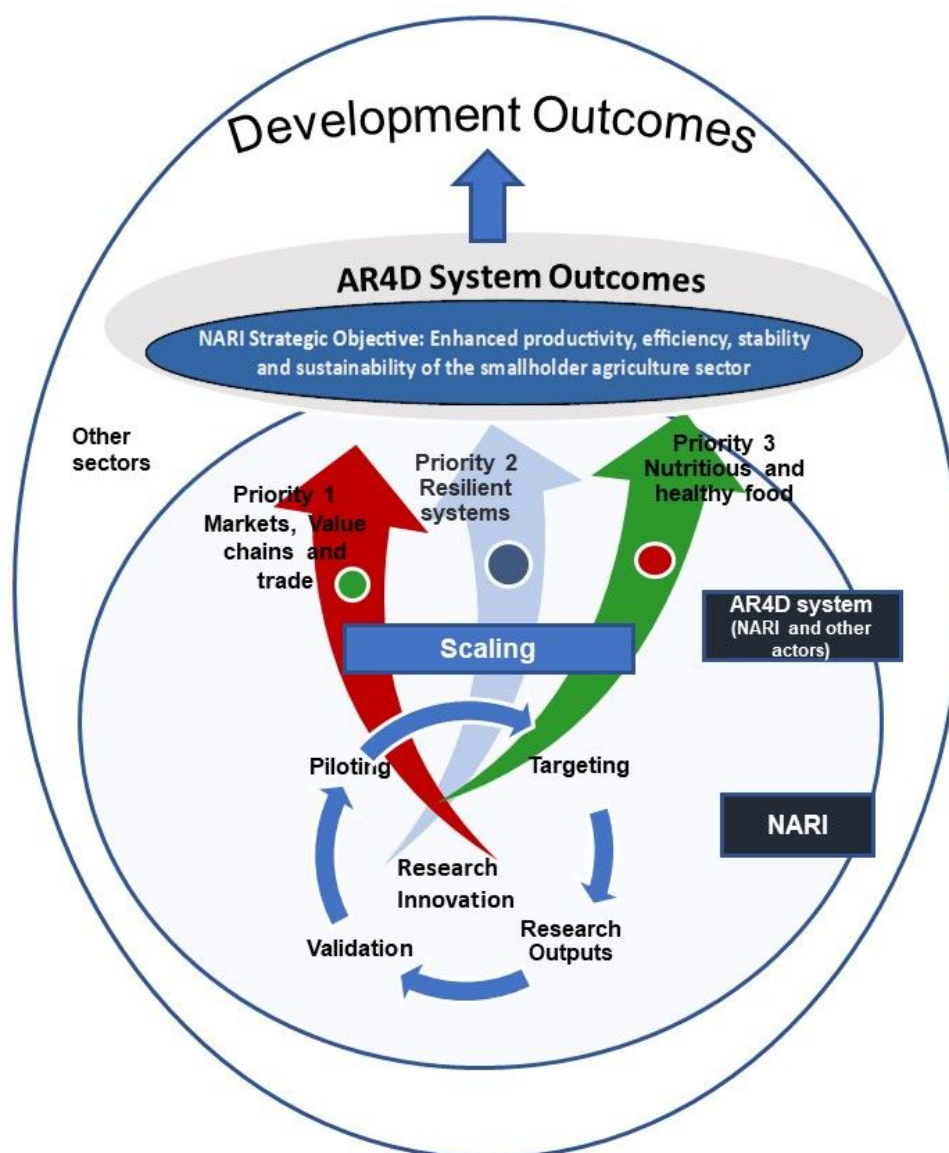 Development Outcomes
AR4D System Outcomes
NARI Strategic Objective: Enhanced productivity, efficiency, stability
and sustainability of the smallholder agriculture sector
Other
sectors
Priority 1
Markets, Value
chains and
trade
Priority 2
Resilient
systems
Priority 3
Nutritious and
healthy food
AR4D system
(NARI and other
actors)
Scaling
Piloting
Targeting
NARI
Research
Innovation
Validation
Research
Outputs